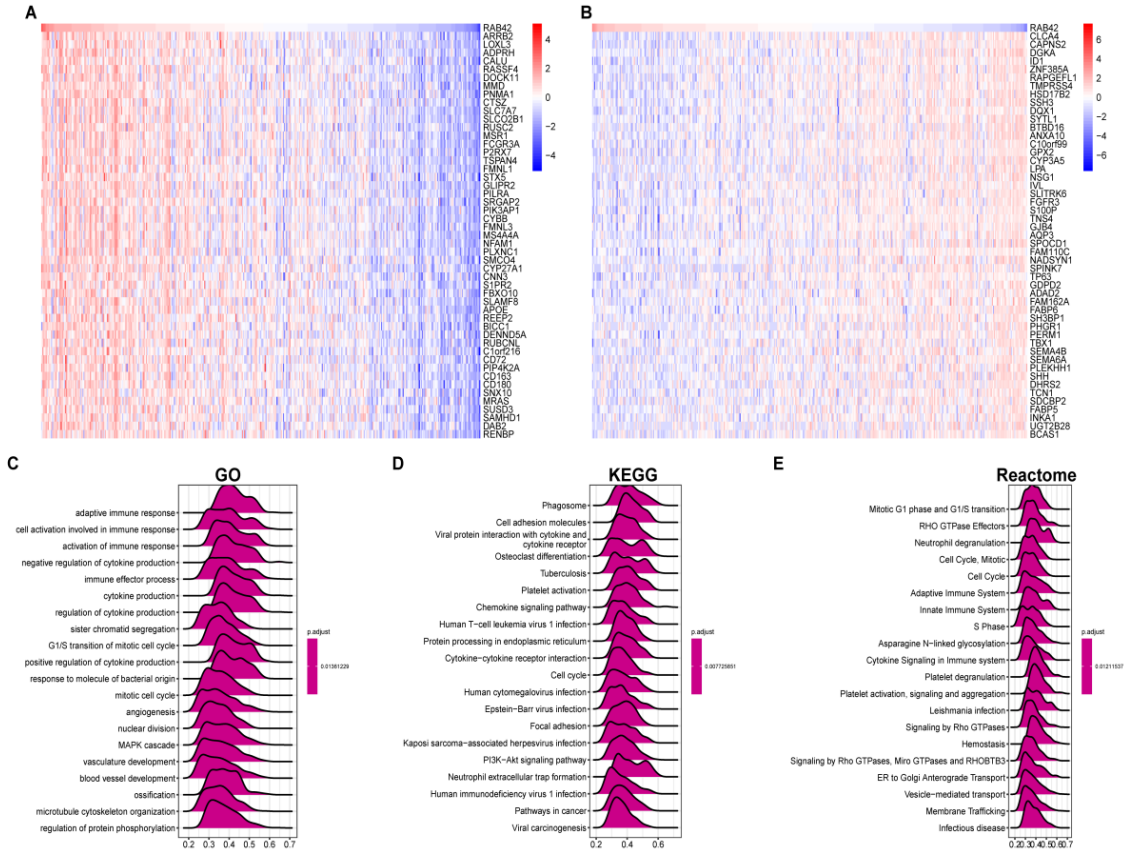 A
RAB42
ARRB2
LOXL3
ADPRH
CALU
RASSF4
DOCK11
MMD
PNMA1
CTSZ
SLC7A7
SLCO2B1
RUSC2
MSR1
FCGR3A
P2RX7
TSPAN4
FMNL1
STX5
GLIPR2
PILRA
SRGAP2
PIK3AP1
CYBB
FMNL3
MS4A4A
NFAM1
PLXNC1
SMCO4
CYP27A1
CNN3
S1PR2
FBXO10
SLAMF8
APOE
REEP2
BICC1
DENND5A
RUBCNL
C1orf216
CD72
PIP4K2A
CD163
CD180
SNX10
MRAS
SUSD3
SAMHD1
DAB2
RENBP
4
2
0
−2
−4
B
RAB42
CLCA4
CAPNS2
DGKA
ID1
ZNF385A
RAPGEFL1
TMPRSS4
HSD17B2
SSH3
DQX1
SYTL1
BTBD16
ANXA10
C10orf99
GPX2
CYP3A5
LPA
NSG1
IVL
SLITRK6
FGFR3
S100P
TNS4
GJB4
AQP3
SPOCD1
FAM110C
NADSYN1
SPINK7
TP63
GDPD2
ADAD2
FAM162A
FABP6
SH3BP1
PHGR1
PERM1
TBX1
SEMA4B
SEMA6A
PLEKHH1
SHH
DHRS2
TCN1
SDCBP2
FABP5
INKA1
UGT2B28
BCAS1
6
4
2
0
−2
−4
−6
C
GO
adaptive immune response
cell activation involved in immune response
activation of immune response
negative regulation of cytokine production
immune effector process
cytokine production
regulation of cytokine production
sister chromatid segregation
G1/S transition of mitotic cell cycle
positive regulation of cytokine production
response to molecule of bacterial origin
mitotic cell cycle
angiogenesis
nuclear division
MAPK cascade
vasculature development
blood vessel development
ossification
microtubule cytoskeleton organization
regulation of protein phosphorylation
0.2 0.3 0.4 0.5 0.6 0.7
p.adjust
0.01361229
D
KEGG
Phagosome
Cell adhesion molecules
Viral protein interaction with cytokine and
cytokine receptor
Osteoclast differentiation
Tuberculosis
Platelet activation
Chemokine signaling pathway
Human T−cell leukemia virus 1 infection
Protein processing in endoplasmic reticulum
Cytokine−cytokine receptor interaction
Cell cycle
Human cytomegalovirus infection
Epstein−Barr virus infection
Focal adhesion
Kaposi sarcoma−associated herpesvirus infection
PI3K−Akt signaling pathway
Neutrophil extracellular trap formation
Human immunodeficiency virus 1 infection
Pathways in cancer
Viral carcinogenesis
0.2 0.4 0.6
p.adjust
0.007725651
E
Reactome
Mitotic G1 phase and G1/S transition
RHO GTPase Effectors
Neutrophil degranulation
Cell Cycle, Mitotic
Cell Cycle
Adaptive Immune System
Innate Immune System
S Phase
Asparagine N−linked glycosylation
Cytokine Signaling in Immune system
Platelet degranulation
Platelet activation, signaling and aggregation
Leishmania infection
Signaling by Rho GTPases
Hemostasis
Signaling by Rho GTPases, Miro GTPases and RHOBTB3
ER to Golgi Anterograde Transport
Vesicle−mediated transport
Membrane Trafficking
Infectious disease
0.2 0.3 0.4 0.5 0.6 0.7
p.adjust
0.01211537